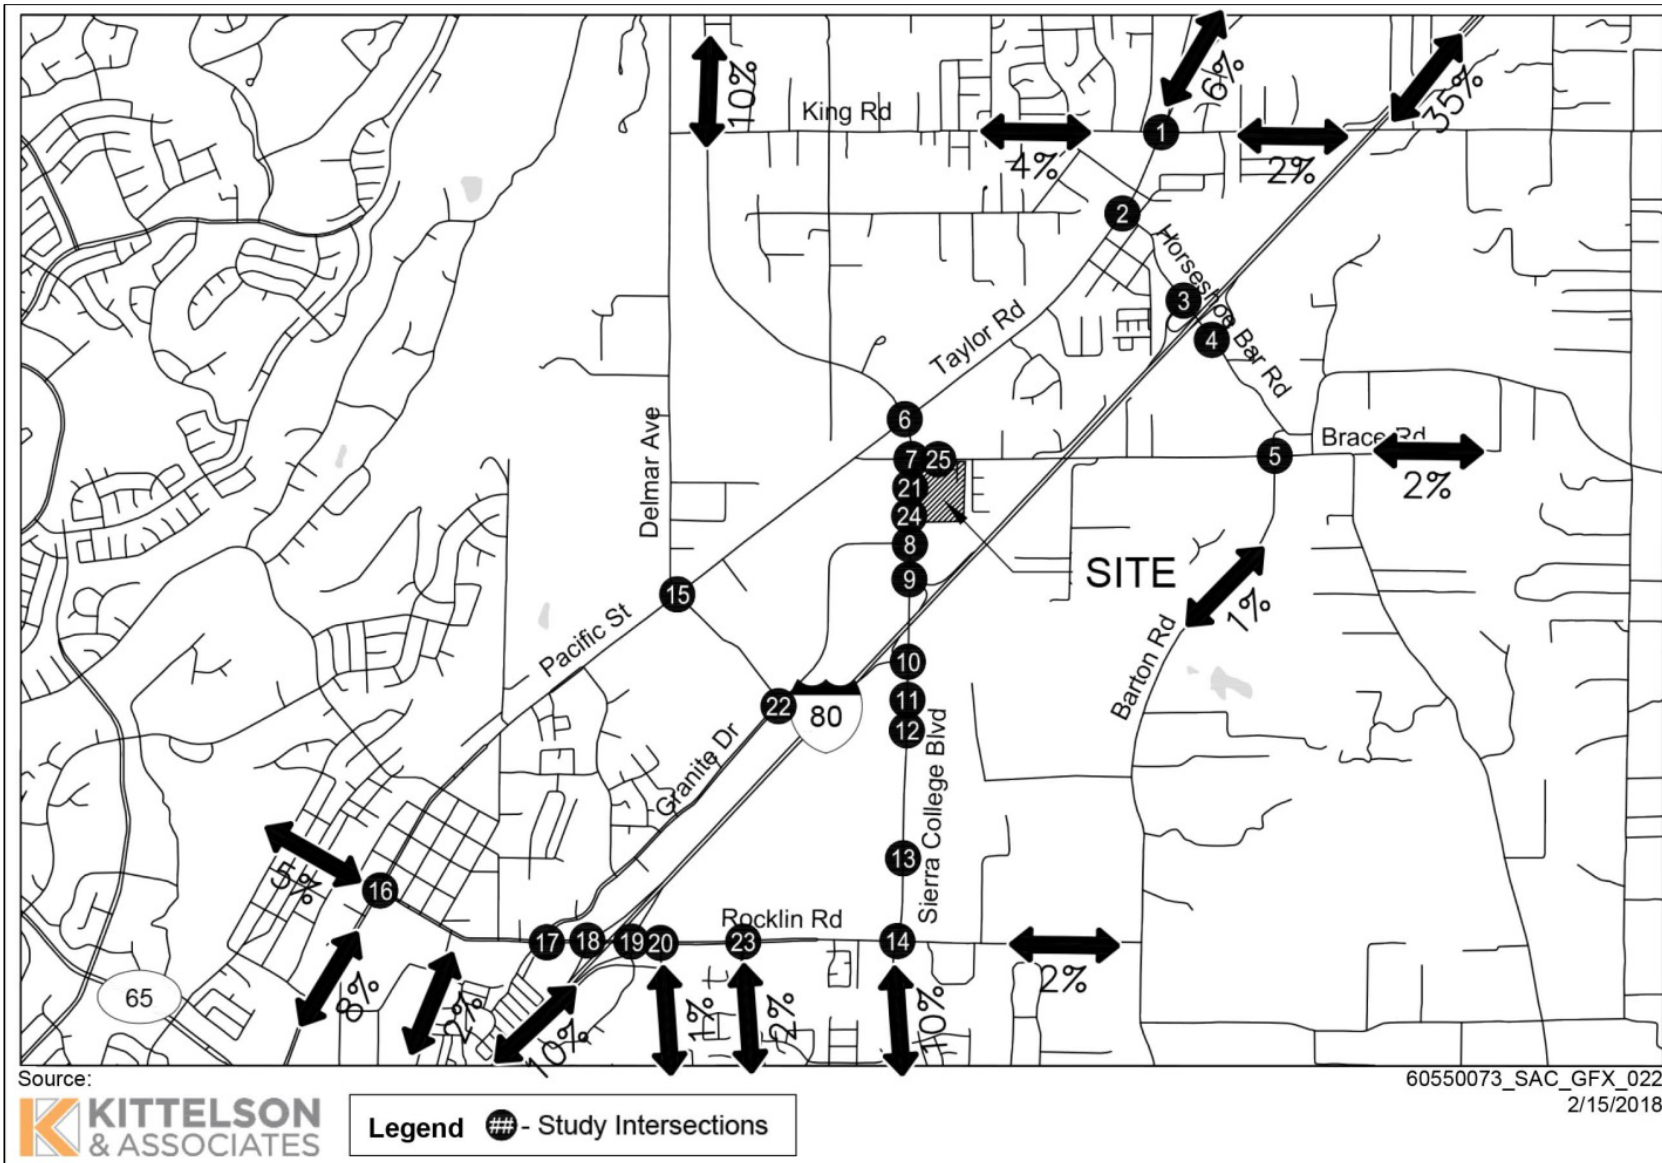 10%
6%
35%
King Rd
1
4%
2%
2
Horseshoe Bar Rd
3
4
Taylor Rd
6
Delmar Ave
7
25
5
Brace Rd
2%
21
24
8
9
SITE
15
1%
Pacific St
Barton Rd
10
11
12
22
80
Granite Dr
Sierra College Blvd
13
5%
16
Rocklin Rd
17
18
19
20
23
14
2%
65
8%
2%
10%
1%
2%
10%
Source:
60550073_SAC_GFX_022
2/15/2018
KITTELSON
& ASSOCIATES
Legend ## - Study Intersections